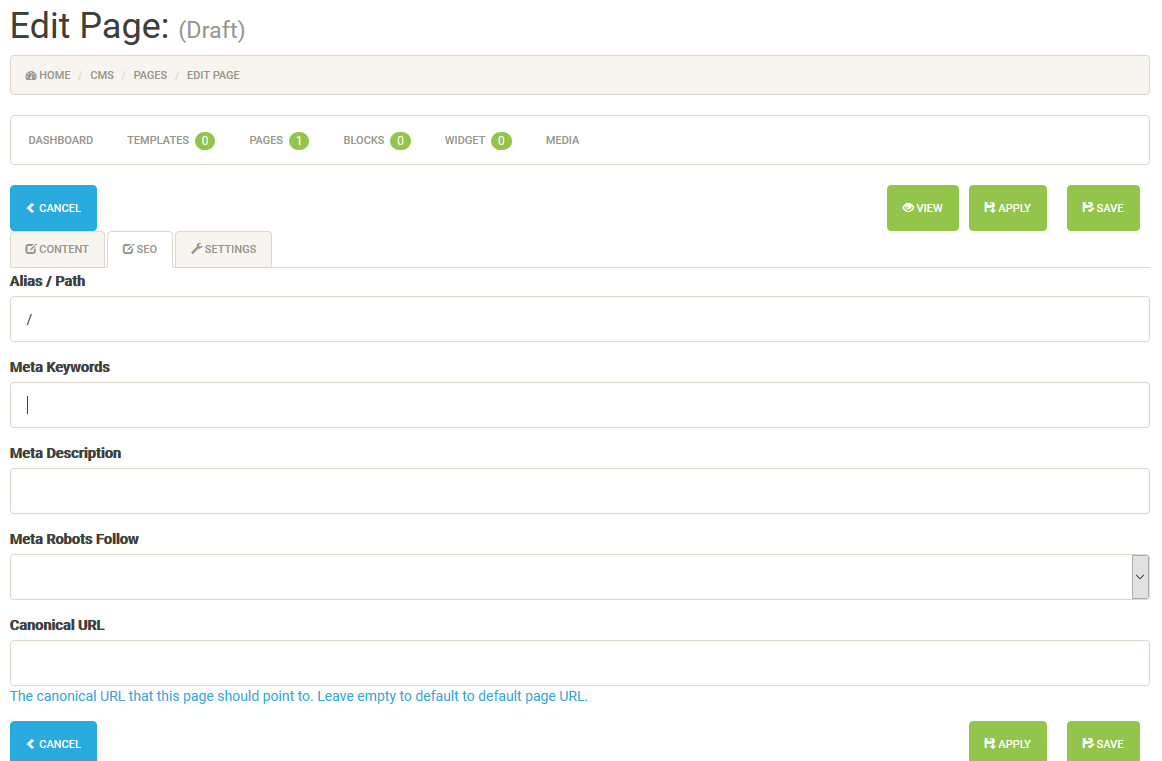 Edit Page: (Draft)
HOME / CMS / PAGES / EDIT PAGE
DASHBOARD TEMPLATES 0 PAGES 1 BLOCKS 0 WIDGET 0 MEDIA
CANCEL VIEW APPLY SAVE
CONTENT SEO SETTINGS
Alias / Path
/
Meta Keywords
Meta Description
Meta Robots Follow
Canonical URL
The canonical URL that this page should point to. Leave empty to default to default page URL.
CANCEL APPLY SAVE